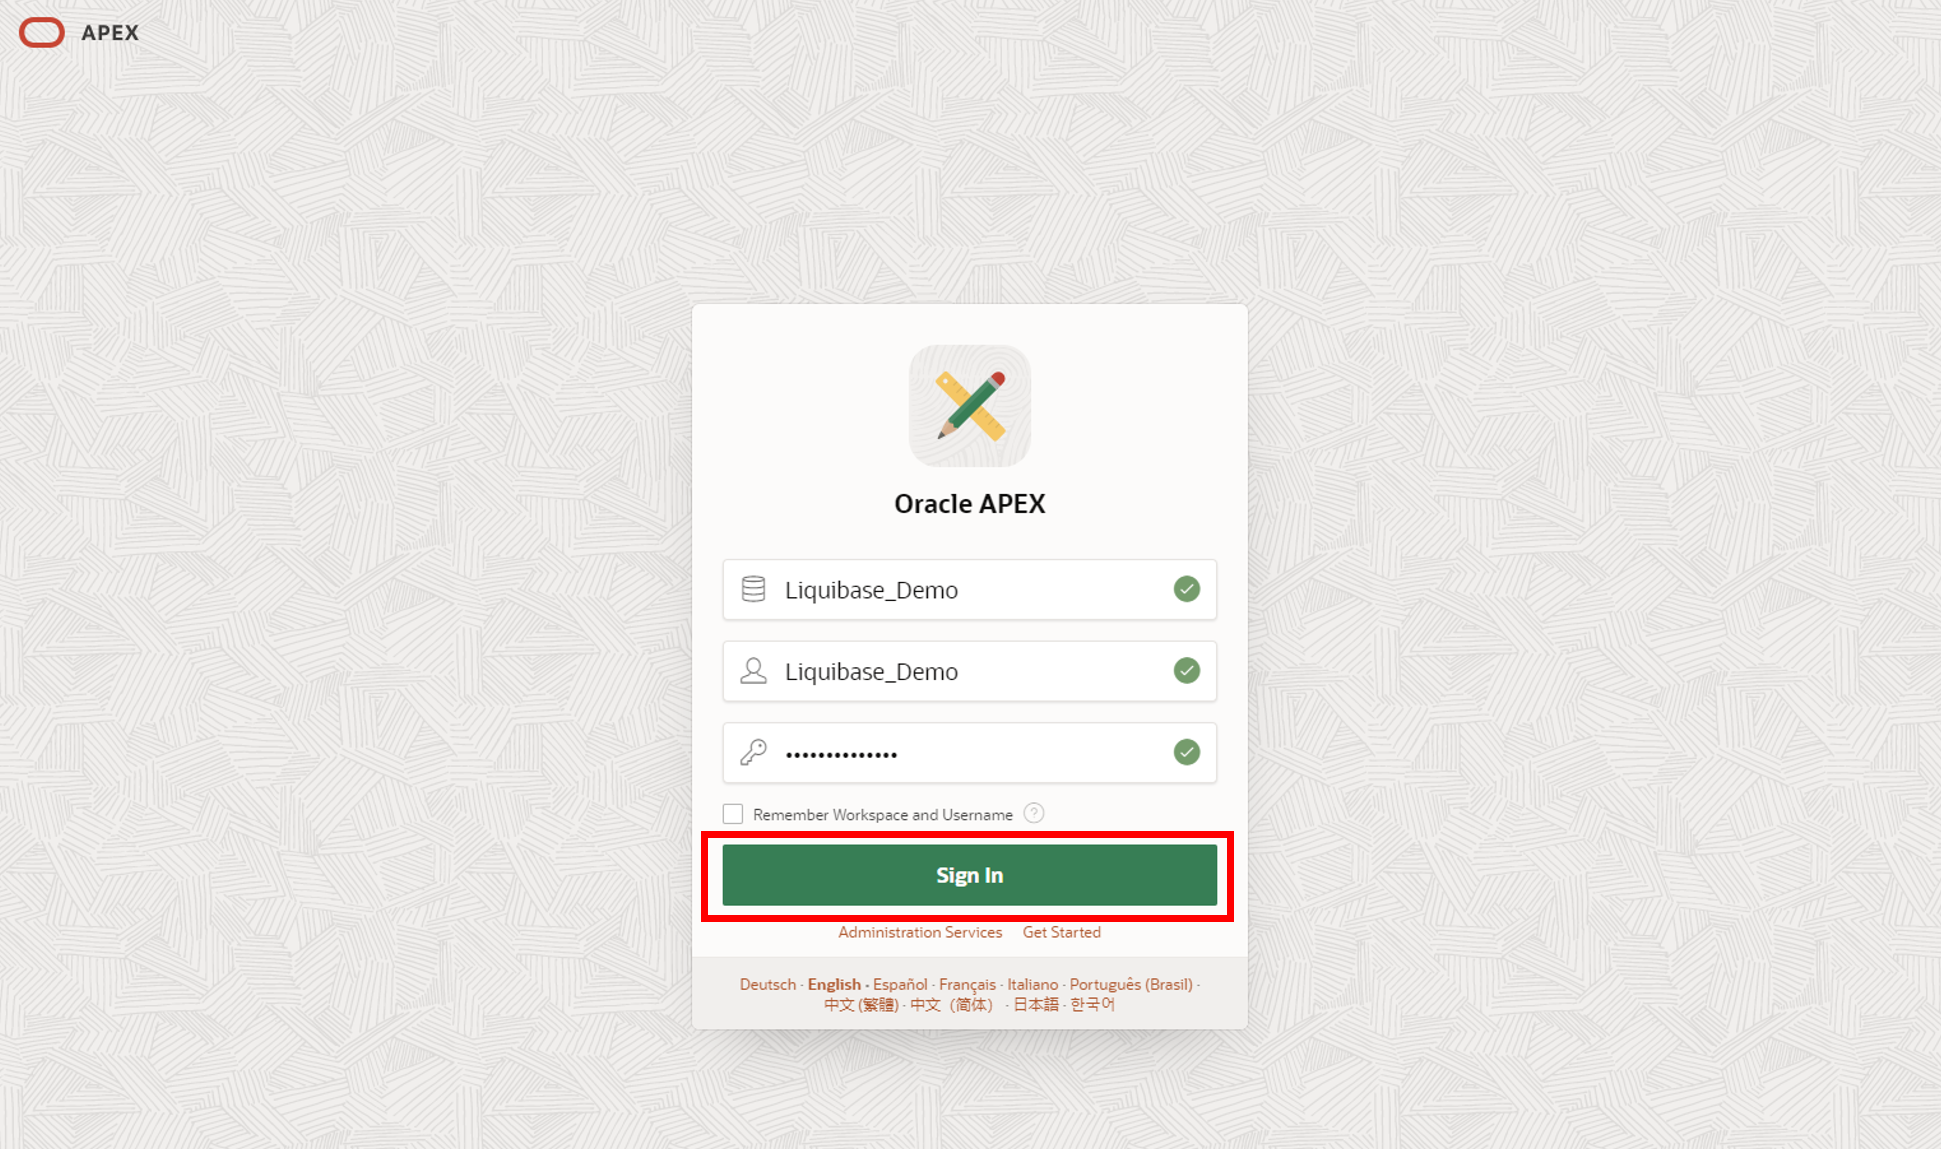 APEX
Oracle APEX
Liquibase_Demo
Liquibase_Demo
••••••••••••••
Remember Workspace and Username ?
Sign In
Administration Services Get Started
Deutsch · English · Español · Français · Italiano · Português (Brasil) ·
中文 (繁體) · 中文（简体） · 日本語 · 한국어